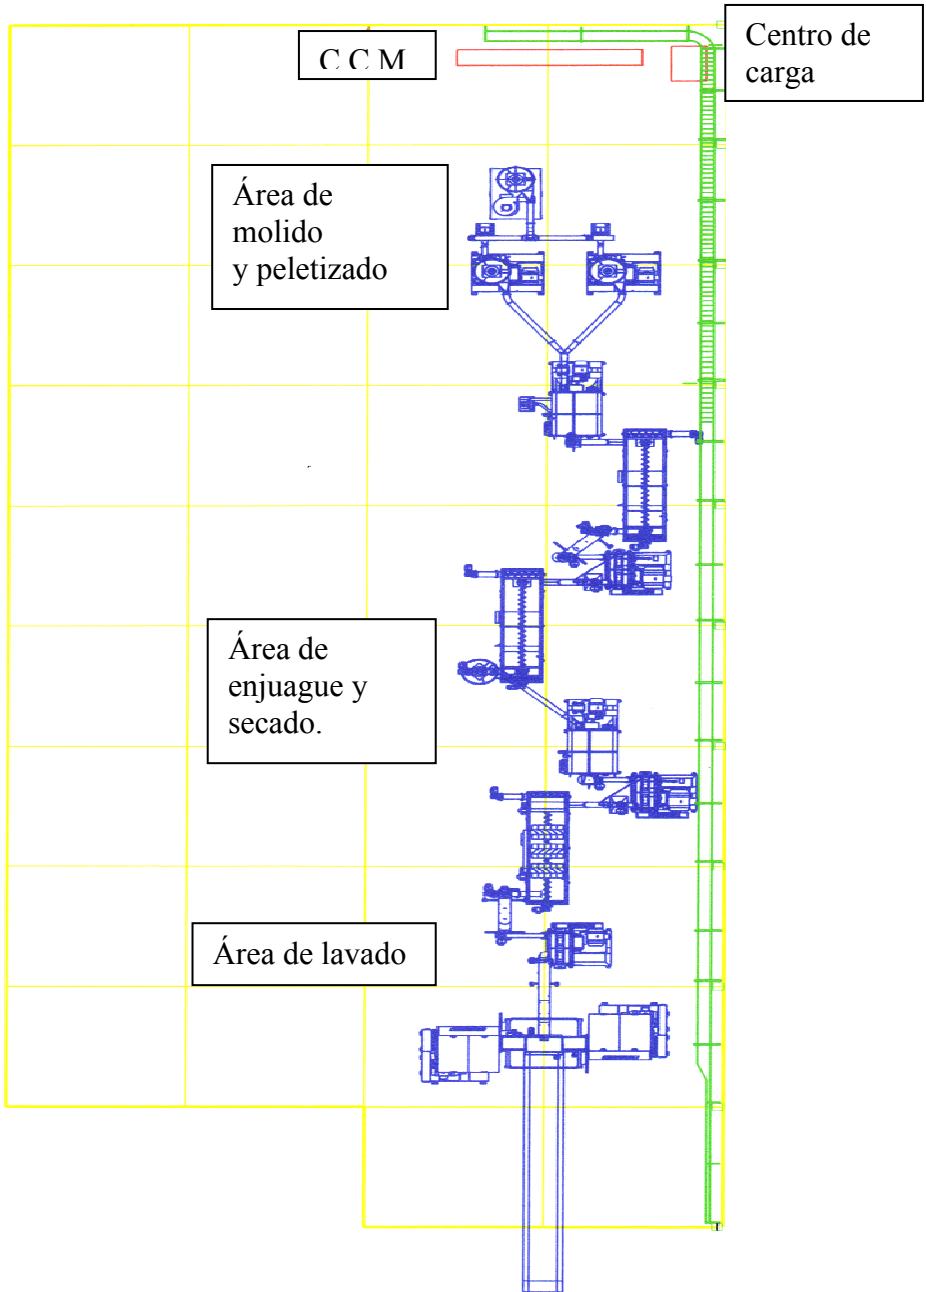 Centro de
carga
C C M
Área de
molido
y peletizado
Área de
enjuague y
secado.
Área de lavado